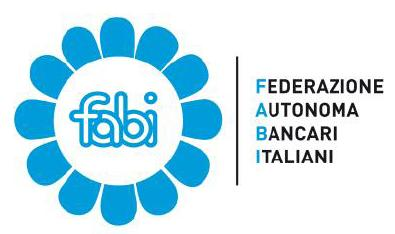 fabi
FEDERAZIONE
AUTONOMA
BANCARI
ITALIANI